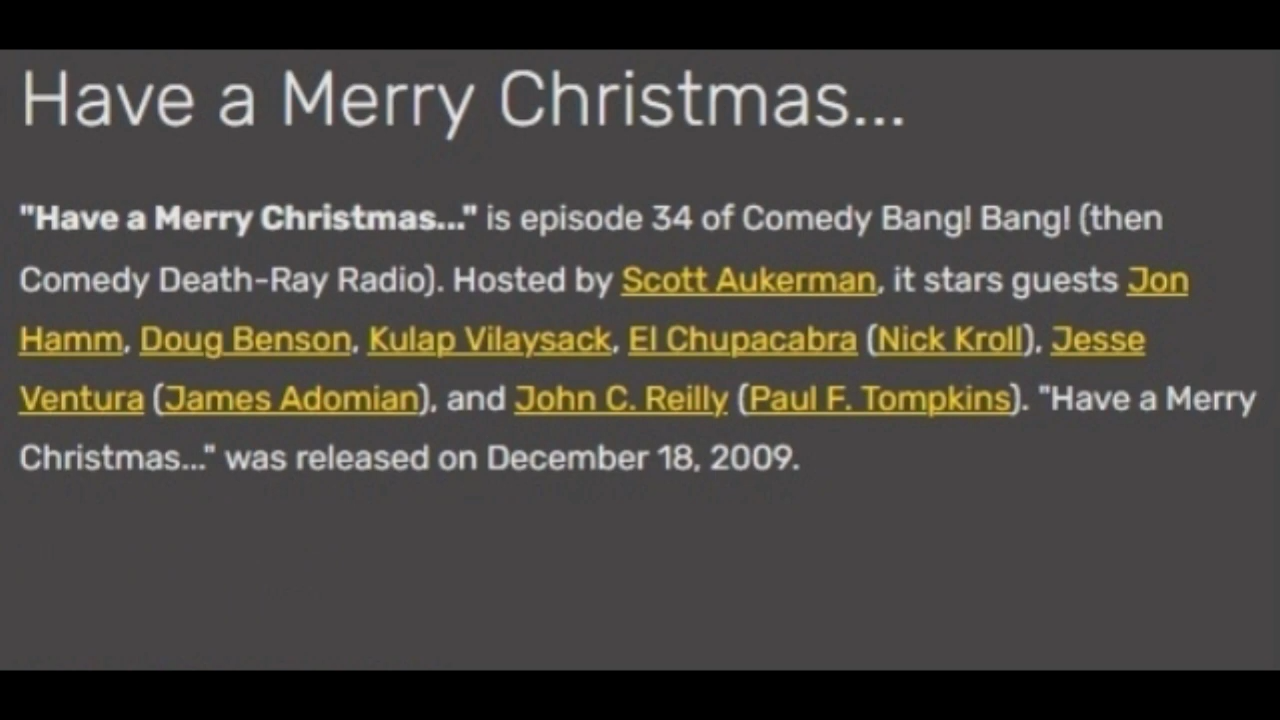 Have a Merry Christmas...
"Have a Merry Christmas..." is episode 34 of Comedy Bang! Bang! (then
Comedy Death-Ray Radio). Hosted by Scott Aukerman, it stars guests Jon
Hamm, Doug Benson, Kulap Vilaysack, El Chupacabra (Nick Kroll), Jesse
Ventura (James Adomian), and John C. Reilly (Paul F. Tompkins). "Have a Merry
Christmas..." was released on December 18, 2009.